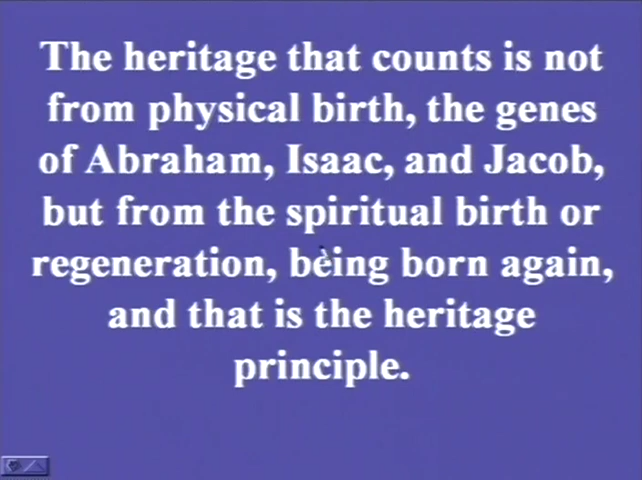 The heritage that counts is not
from physical birth, the genes
of Abraham, Isaac, and Jacob,
but from the spiritual birth or
regeneration, being born again,
and that is the heritage
principle.